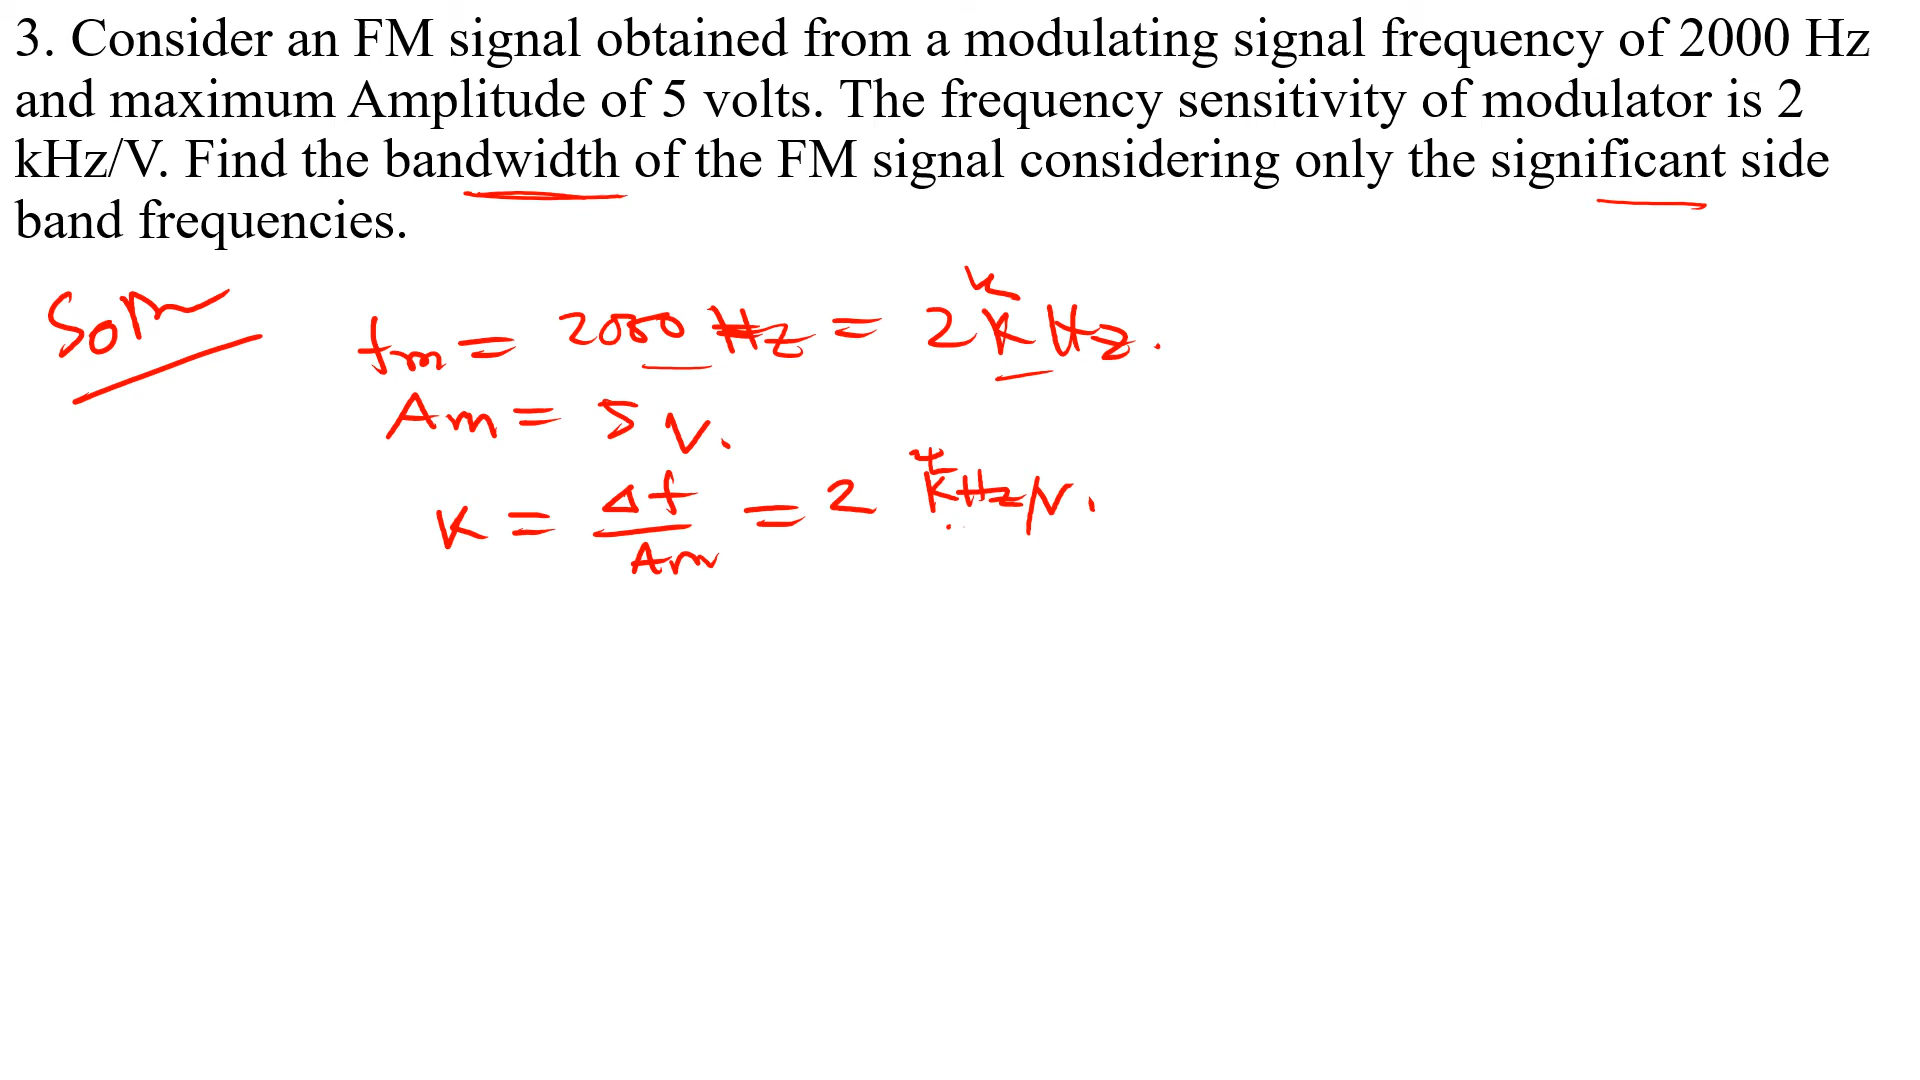 3. Consider an FM signal obtained from a modulating signal frequency of 2000 Hz
and maximum Amplitude of 5 volts. The frequency sensitivity of modulator is 2
kHz/V. Find the bandwidth of the FM signal considering only the significant side
band frequencies.
Soln
fm = 2000 Hz = 2 k Hz.
Am = 5 V.
K = Δf / Am = 2 kHz/V.